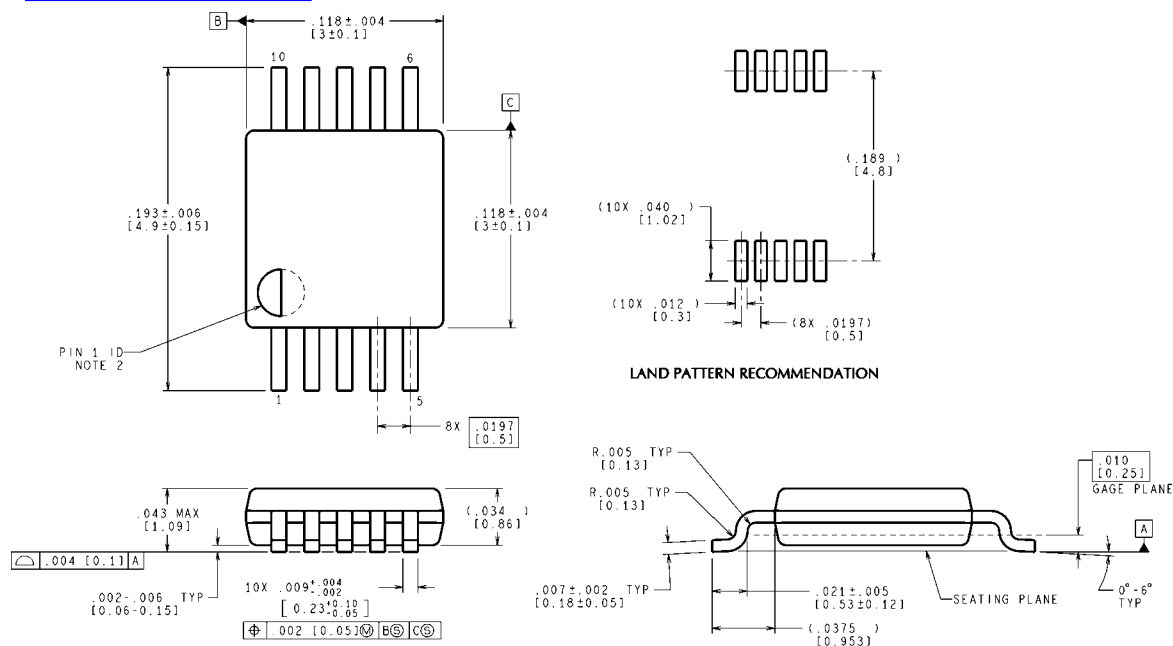 B
.118±.004
[3±0.1]
10
6
C
.193±.006
[4.9±0.15]
.118±.004
[3±0.1]
PIN 1 ID
NOTE 2
1
5
8X .0197
[0.5]
(.189 )
[4.8]
(10X .040 )
[1.02]
(10X .012 )
[0.3]
(8X .0197)
[0.5]
LAND PATTERN RECOMMENDATION
.043 MAX
[1.09]
(.034 )
[0.86]
.004 [0.1] A
.002-.006 TYP
[0.06-0.15]
10X .009+.004
-.002
[ 0.23+0.10
-0.05 ]
⌖ .002 [0.05]Ⓜ BⓈ CⓈ
R.005 TYP
[0.13]
R.005 TYP
[0.13]
.010
[0.25]
GAGE PLANE
A
.007±.002 TYP
[0.18±0.05]
.021±.005
[0.53±0.12]
SEATING PLANE
0°-6°
TYP
(.0375 )
[0.953]